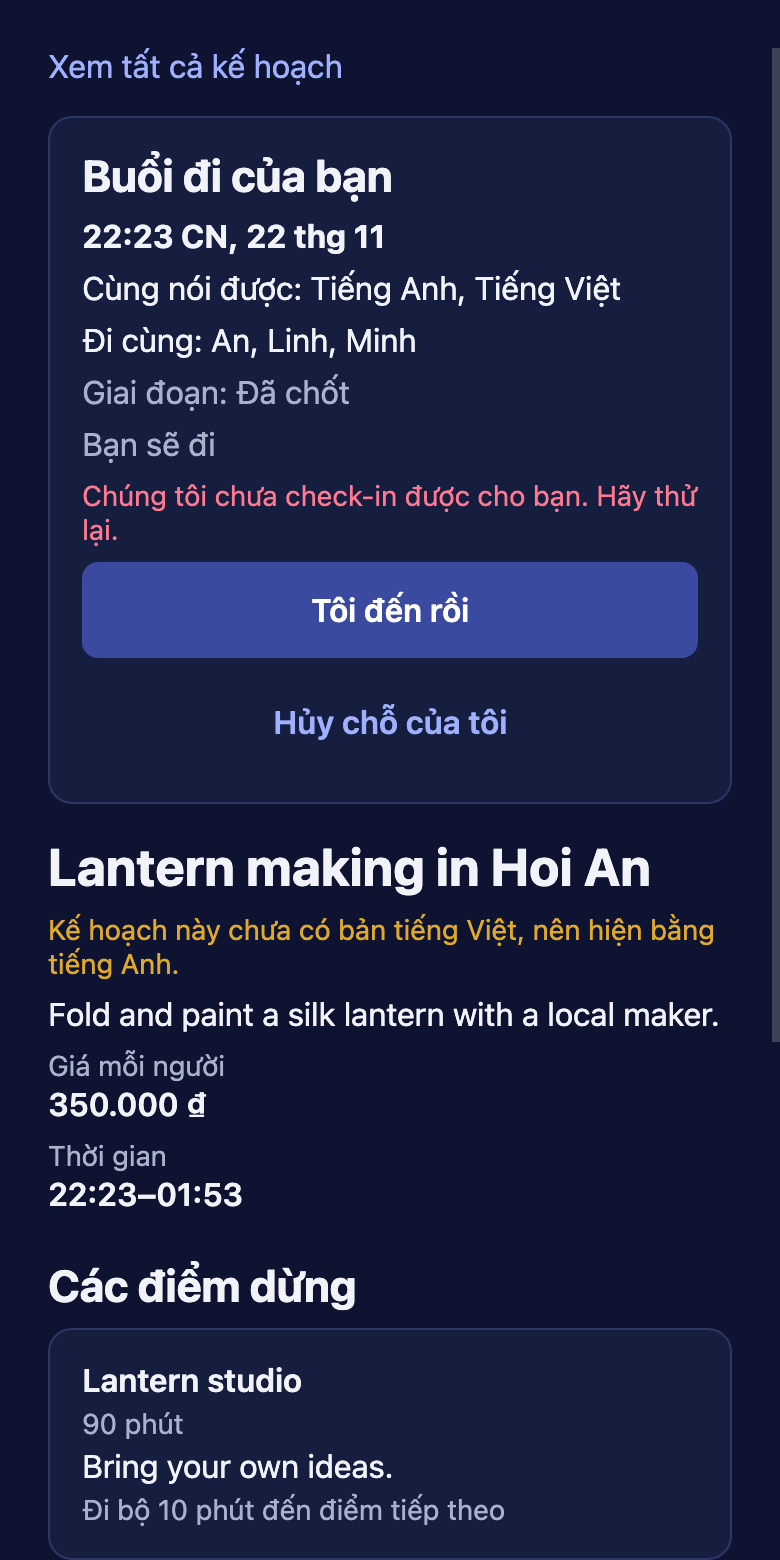 Xem tất cả kế hoạch
Buổi đi của bạn
22:23 CN, 22 thg 11
Cùng nói được: Tiếng Anh, Tiếng Việt
Đi cùng: An, Linh, Minh
Giai đoạn: Đã chốt
Bạn sẽ đi
Chúng tôi chưa check-in được cho bạn. Hãy thử
lại.
Tôi đến rồi
Hủy chỗ của tôi
Lantern making in Hoi An
Kế hoạch này chưa có bản tiếng Việt, nên hiện bằng
tiếng Anh.
Fold and paint a silk lantern with a local maker.
Giá mỗi người
350.000 ₫
Thời gian
22:23–01:53
Các điểm dừng
Lantern studio
90 phút
Bring your own ideas.
Đi bộ 10 phút đến điểm tiếp theo